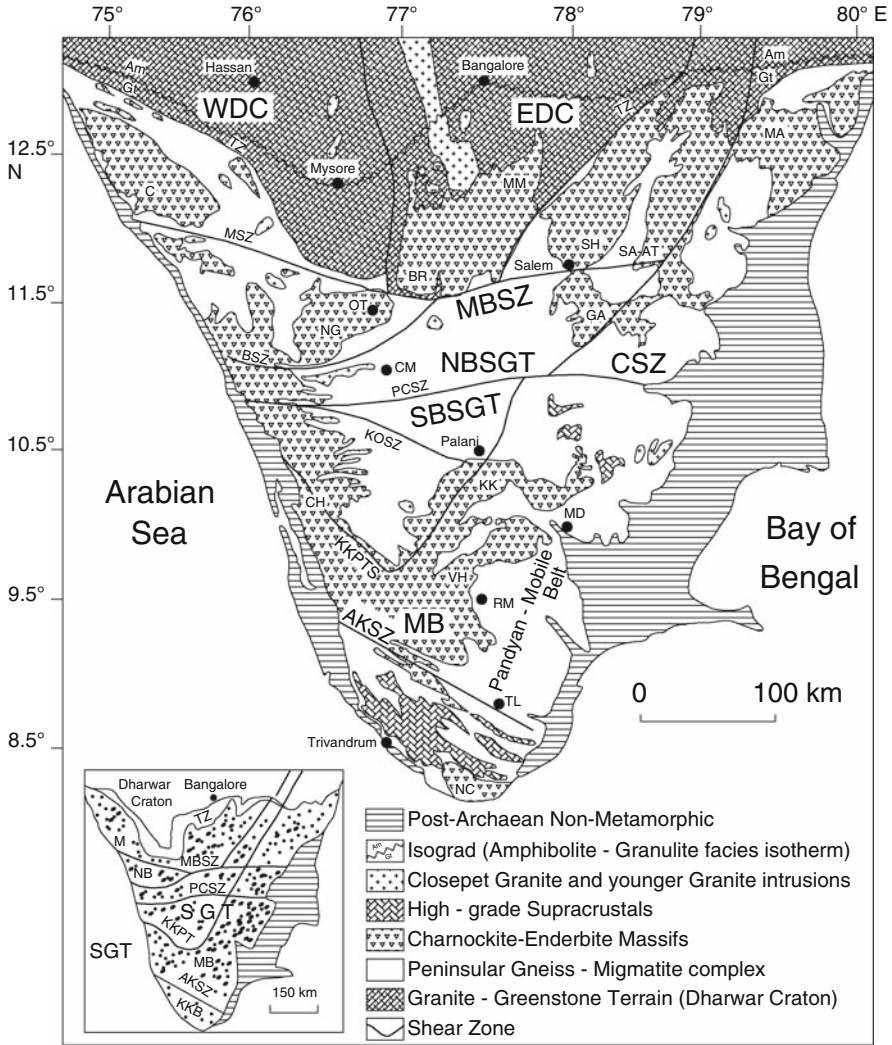 75° 76° 77° 78° 79° 80° E
Am
Gt
Hassan
Bangalore
Am
Gt
WDC
EDC
TZ
TZ
MA
12.5°
N
Mysore
MM
C
MSZ
SH
SA-AT
BR
Salem
11.5°
OT
MBSZ
NG
GA
BSZ
CM
NBSGT
CSZ
PCSZ
SBSGT
KOSZ
Palani
10.5°
KK
Arabian
Sea
CH
MD
Bay of
Bengal
KKPTS
VH
9.5°
RM
MB
Pandyan - Mobile
Belt
AKSZ
0 100 km
TL
8.5°
Trivandrum
NC
Dharwar
Craton
Bangalore
TZ
M
MBSZ
NB
PCSZ
SGT
KKPT
SGT
MB
AKSZ
150 km
KKB
Post-Archaean Non-Metamorphic
Am
Gt
Isograd (Amphibolite - Granulite facies isotherm)
Closepet Granite and younger Granite intrusions
High - grade Supracrustals
Charnockite-Enderbite Massifs
Peninsular Gneiss - Migmatite complex
Granite - Greenstone Terrain (Dharwar Craton)
Shear Zone